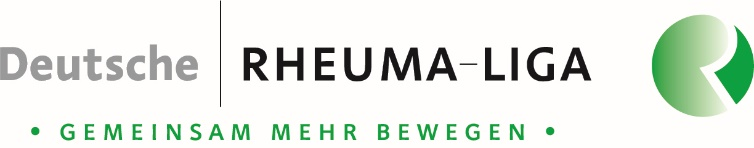 Deutsche RHEUMA-LIGA
• GEMEINSAM MEHR BEWEGEN •